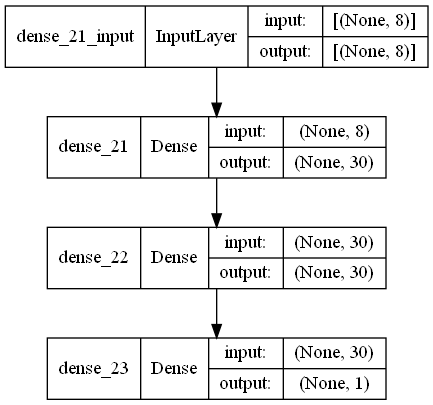 dense_21_input InputLayer input: [(None, 8)]
output: [(None, 8)]
dense_21 Dense input: (None, 8)
output: (None, 30)
dense_22 Dense input: (None, 30)
output: (None, 30)
dense_23 Dense input: (None, 30)
output: (None, 1)